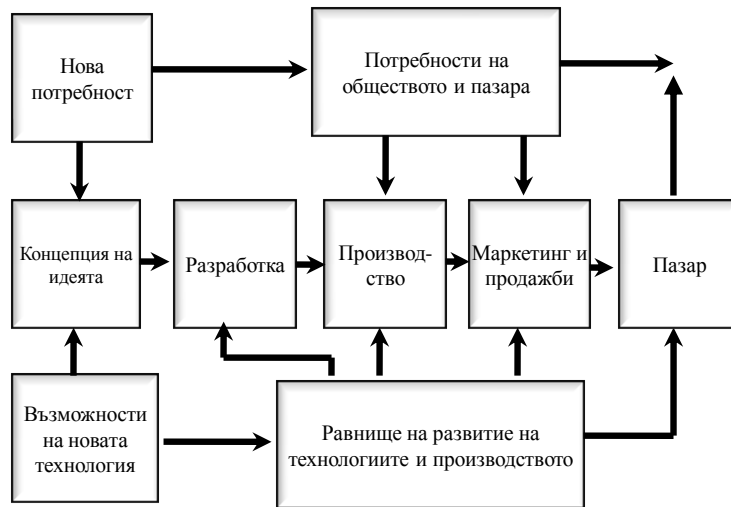 Нова
потребност
Потребности на
обществото и пазара
Концепция на
идеята
Разработка
Производ-
ство
Маркетинг и
продажби
Пазар
Възможности
на новата
технология
Равнище на развитие на
технологиите и производството